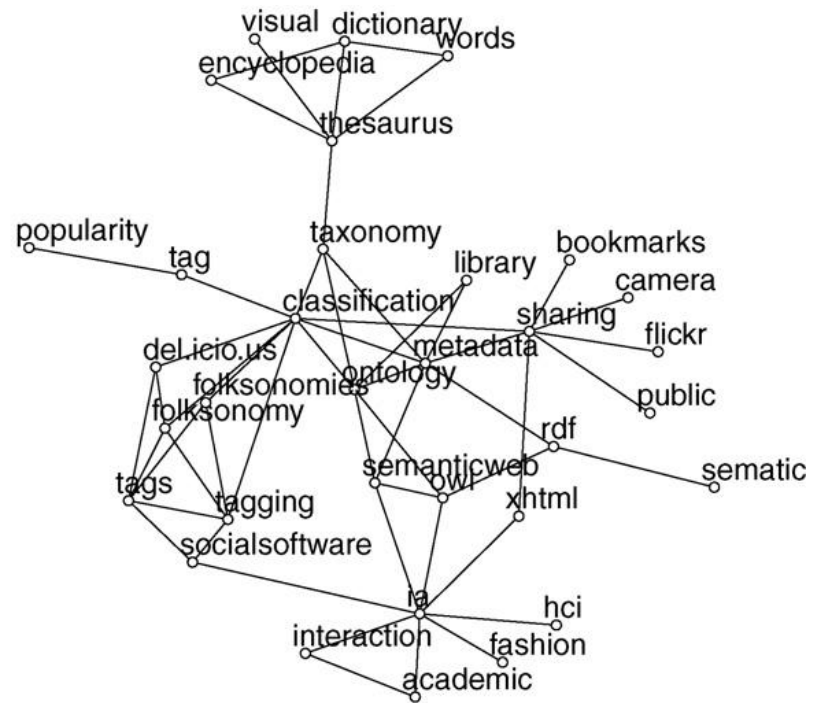 visual
dictionary
words
encyclopedia
thesaurus
popularity
taxonomy
tag
library
bookmarks
camera
classification
sharing
flickr
metadata
del.icio.us
ontology
folksonomies
public
folksonomy
rdf
semanticweb
sematic
owl
tags
tagging
xhtml
socialsoftware
ia
hci
interaction
fashion
academic